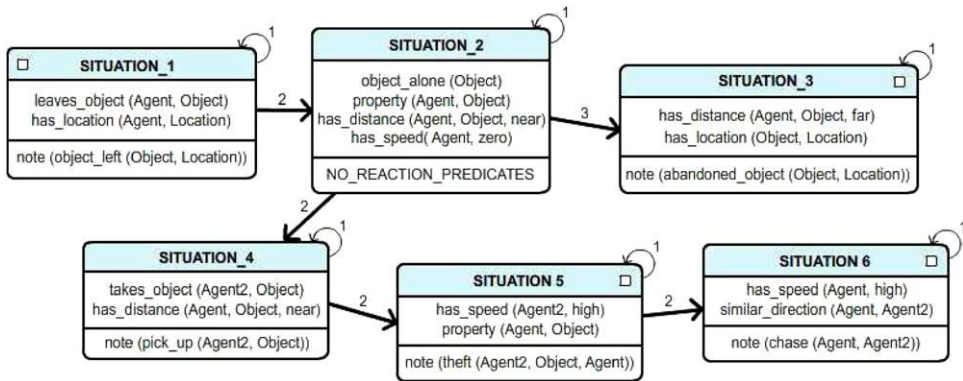 SITUATION_1
leaves_object (Agent, Object)
has_location (Agent, Location)
note (object_left (Object, Location))
1
2
SITUATION_2
object_alone (Object)
property (Agent, Object)
has_distance (Agent, Object, near)
has_speed( Agent, zero)
NO_REACTION_PREDICATES
1
3
2
SITUATION_3
has_distance (Agent, Object, far)
has_location (Object, Location)
note (abandoned_object (Object, Location))
1
SITUATION_4
takes_object (Agent2, Object)
has_distance (Agent, Object, near)
note (pick_up (Agent2, Object))
1
2
SITUATION 5
has_speed (Agent2, high)
property (Agent, Object)
note (theft (Agent2, Object, Agent))
1
2
SITUATION 6
has_speed (Agent, high)
similar_direction (Agent, Agent2)
note (chase (Agent, Agent2))
1